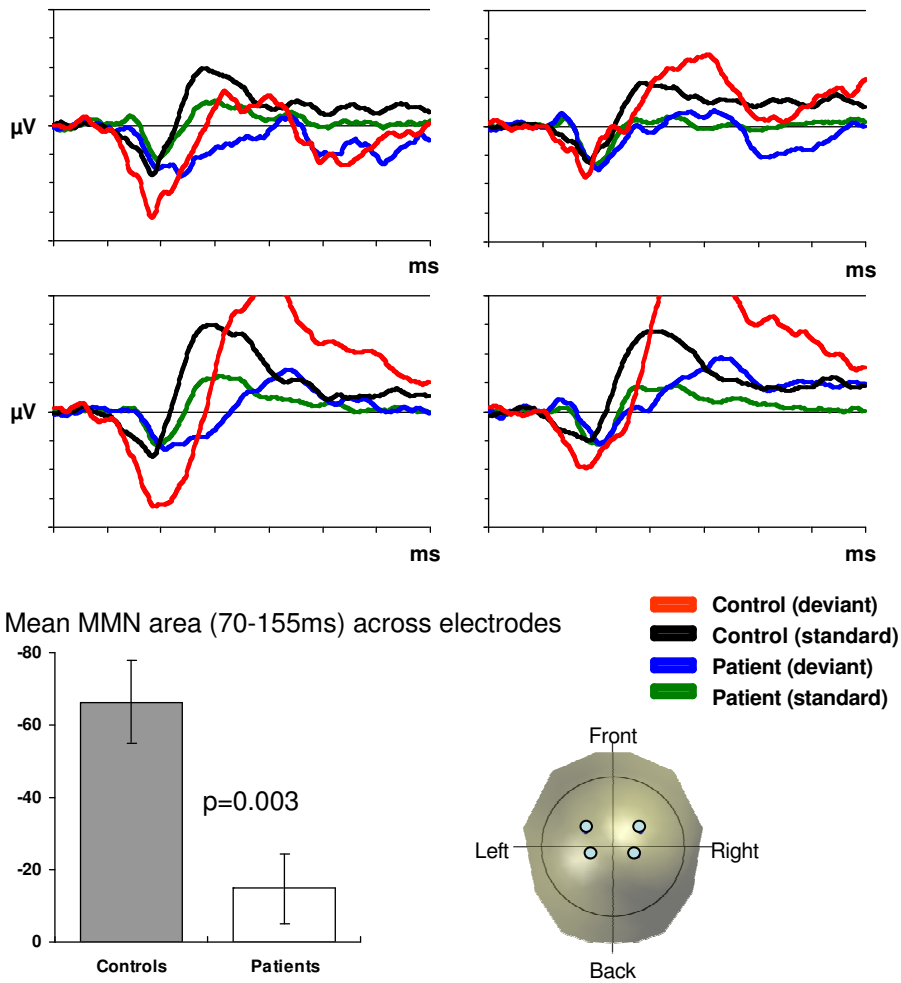 µV
ms
ms
µV
ms
ms
Mean MMN area (70-155ms) across electrodes
-80
-60
-40
-20
0
p=0.003
Controls
Patients
Control (deviant)
Control (standard)
Patient (deviant)
Patient (standard)
Front
Left
Right
Back